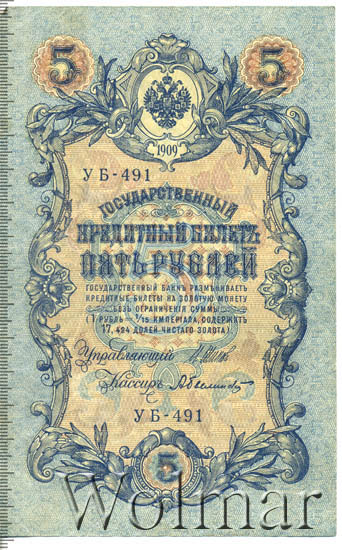 5 5
1909
УБ-491
ГОСУДАРСТВЕННЫЙ
КРЕДИТНЫЙ БИЛЕТЪ
ПЯТЬ РУБЛЕЙ
ГОСУДАРСТВЕННЫЙ БАНКЪ РАЗМѢНИВАЕТЪ
КРЕДИТНЫЕ БИЛЕТЫ НА ЗОЛОТУЮ МОНЕТУ
БЕЗЪ ОГРАНИЧЕНІЯ СУММЫ
(1 РУБЛЬ = 1/15 ИМПЕРІАЛА, СОДЕРЖИТЪ
17,424 ДОЛЕЙ ЧИСТАГО ЗОЛОТА)
Управляющій
Кассиръ
УБ-491
5
Wolmar